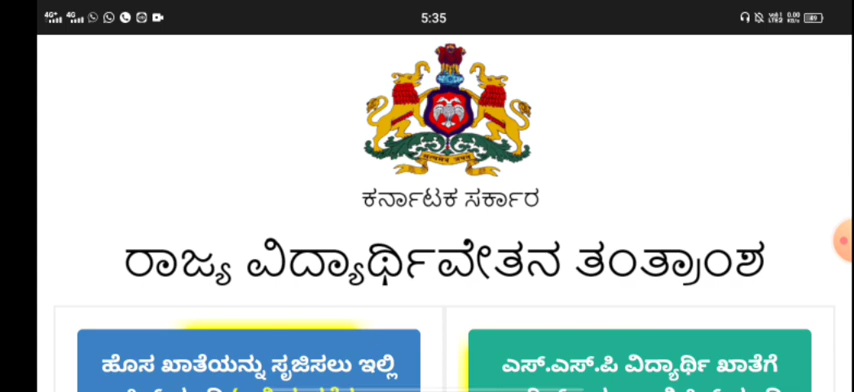 5:35
ಕರ್ನಾಟಕ ಸರ್ಕಾರ
ರಾಜ್ಯ ವಿದ್ಯಾರ್ಥಿವೇತನ ತಂತ್ರಾಂಶ
ಹೊಸ ಖಾತೆಯನ್ನು ಸೃಜಿಸಲು ಇಲ್ಲಿ
ಎಸ್.ಎಸ್.ಪಿ ವಿದ್ಯಾರ್ಥಿ ಖಾತೆಗೆ